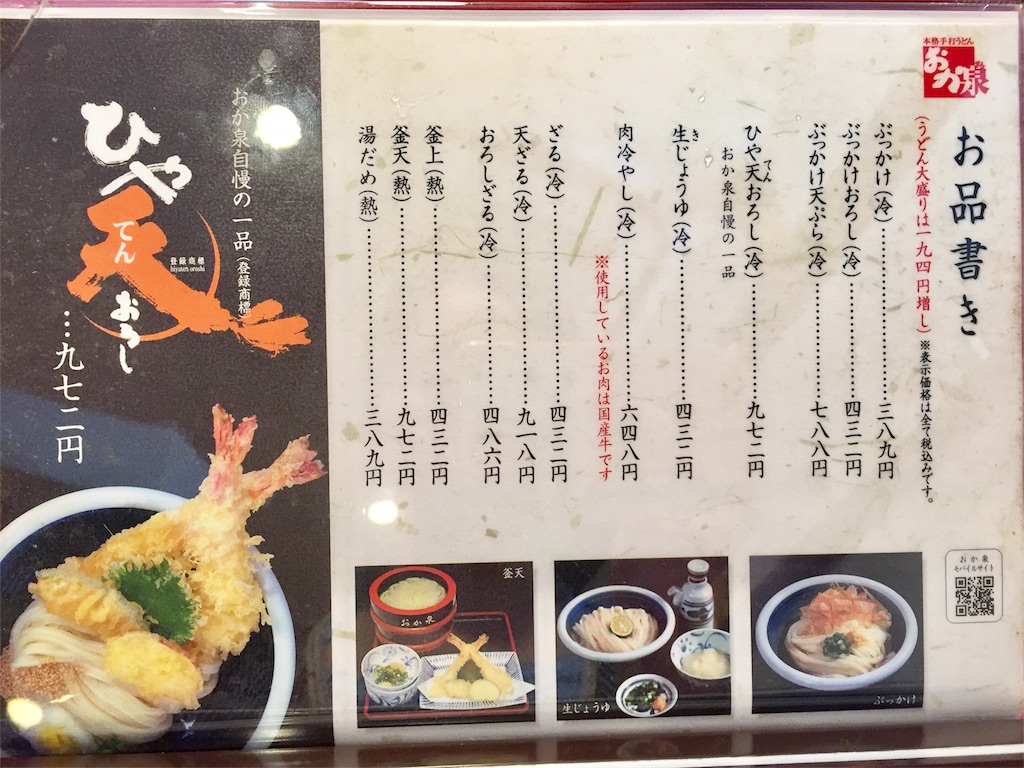 本格手打うどん
おか泉
お品書き
(うどん大盛りは一九四円増し)※表示価格は全て税込みです。
ぶっかけ(冷)……三八九円
ぶっかけおろし(冷)……四三二円
ぶっかけ天ぷら(冷)……七八八円
ひや天おろし(冷)……九七二円
てん
おか泉自慢の一品
生じょうゆ(冷)……四三二円
き
肉冷やし(冷)……六四八円
※使用しているお肉は国産牛です
ざる(冷)……四三二円
天ざる(冷)……九一八円
おろしざる(冷)……四八六円
釜上(熱)……四三二円
釜天(熱)……九七二円
湯だめ(熱)……三八九円
おか泉自慢の一品(登録商標)
ひや天おろし
てん
登録商標
hiyaten oroshi
…九七二円
おか泉
モバイルサイト
釜天
おか泉
生じょうゆ
ぶっかけ